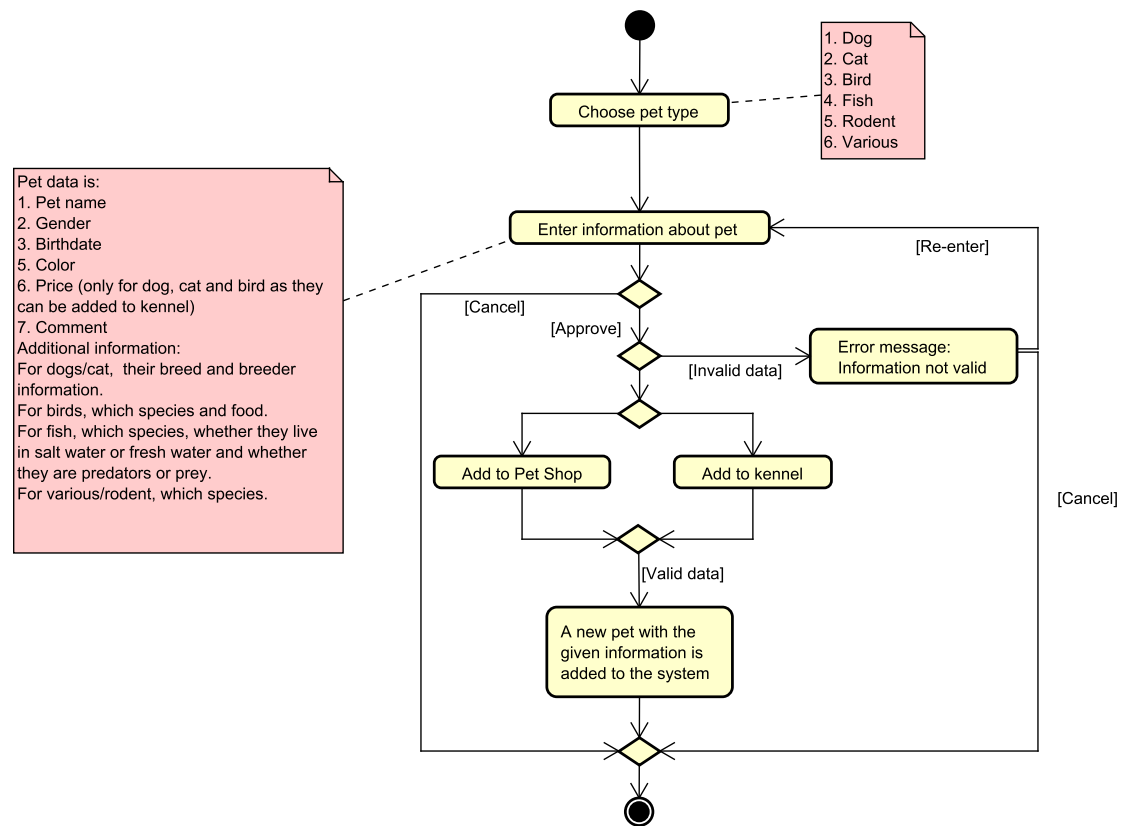 1. Dog
2. Cat
3. Bird
4. Fish
5. Rodent
6. Various
Choose pet type
Pet data is:
1. Pet name
2. Gender
3. Birthdate
5. Color
6. Price (only for dog, cat and bird as they
can be added to kennel)
7. Comment
Additional information:
For dogs/cat,  their breed and breeder
information.
For birds, which species and food.
For fish, which species, whether they live
in salt water or fresh water and whether
they are predators or prey.
For various/rodent, which species.
Enter information about pet
[Re-enter]
[Cancel]
[Approve]
Error message:
Information not valid
[Invalid data]
Add to Pet Shop
Add to kennel
[Cancel]
[Valid data]
A new pet with the
given information is
added to the system